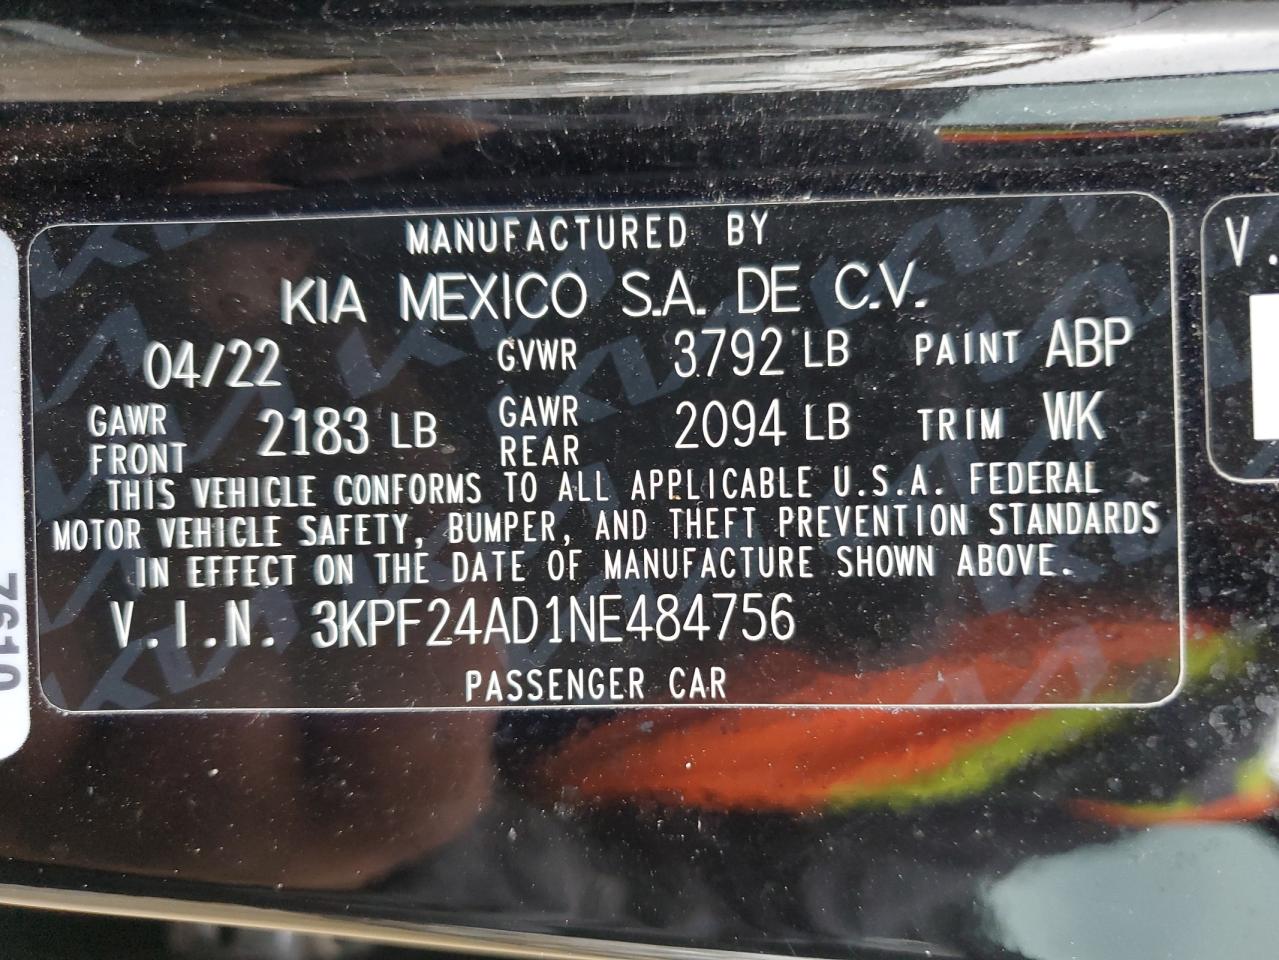 MANUFACTURED BY
KIA MEXICO S.A. DE C.V.
04/22 GVWR 3792 LB PAINT ABP
GAWR FRONT 2183 LB GAWR REAR 2094 LB TRIM WK
THIS VEHICLE CONFORMS TO ALL APPLICABLE U.S.A. FEDERAL
MOTOR VEHICLE SAFETY, BUMPER, AND THEFT PREVENTION STANDARDS
IN EFFECT ON THE DATE OF MANUFACTURE SHOWN ABOVE.
V.I.N. 3KPF24AD1NE484756
PASSENGER CAR
7610
V.